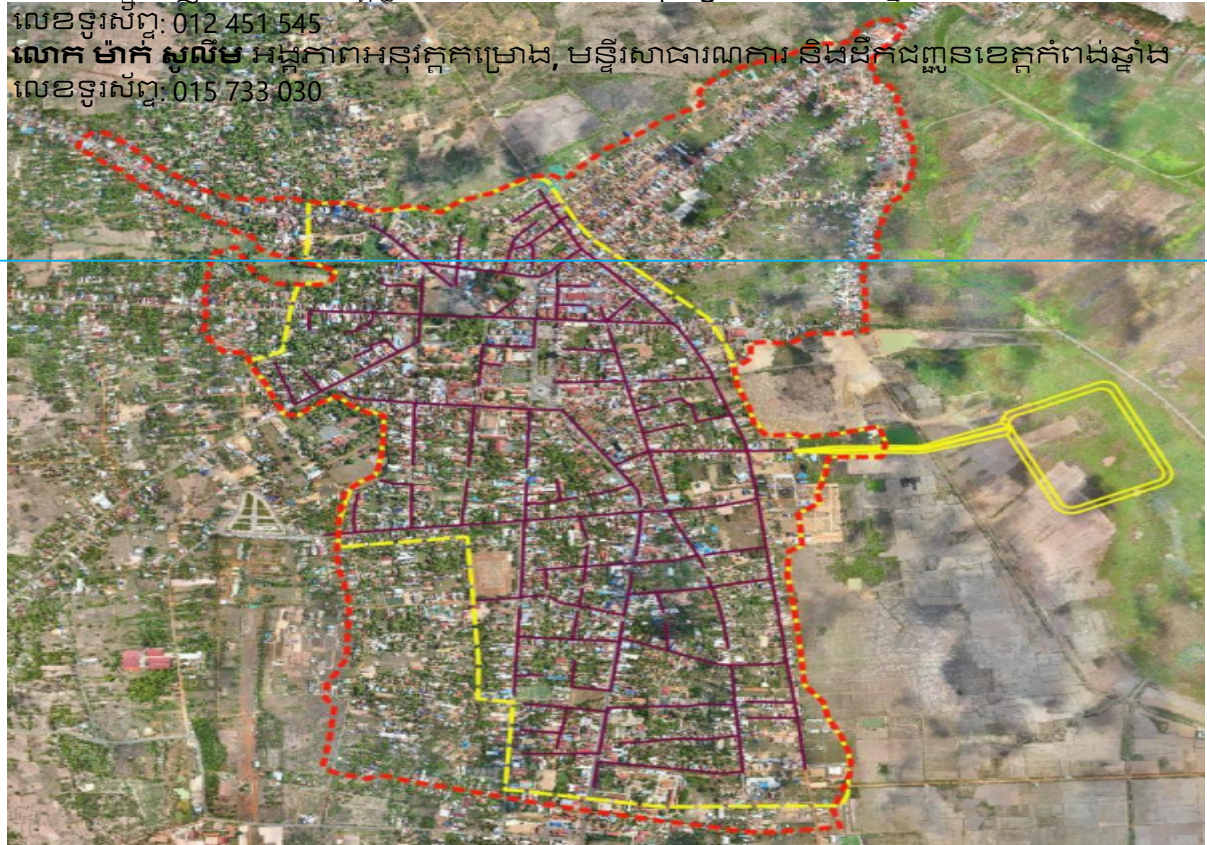 លេខទូរស័ព្ទ: 012 451 545
លោក ម៉ាក់ សូលីម អង្គភាពអនុវត្តគម្រោង, មន្ទីរសាធារណការ និងដឹកជញ្ជូនខេត្តកំពង់ឆ្នាំង
លេខទូរស័ព្ទ: 015 733 030